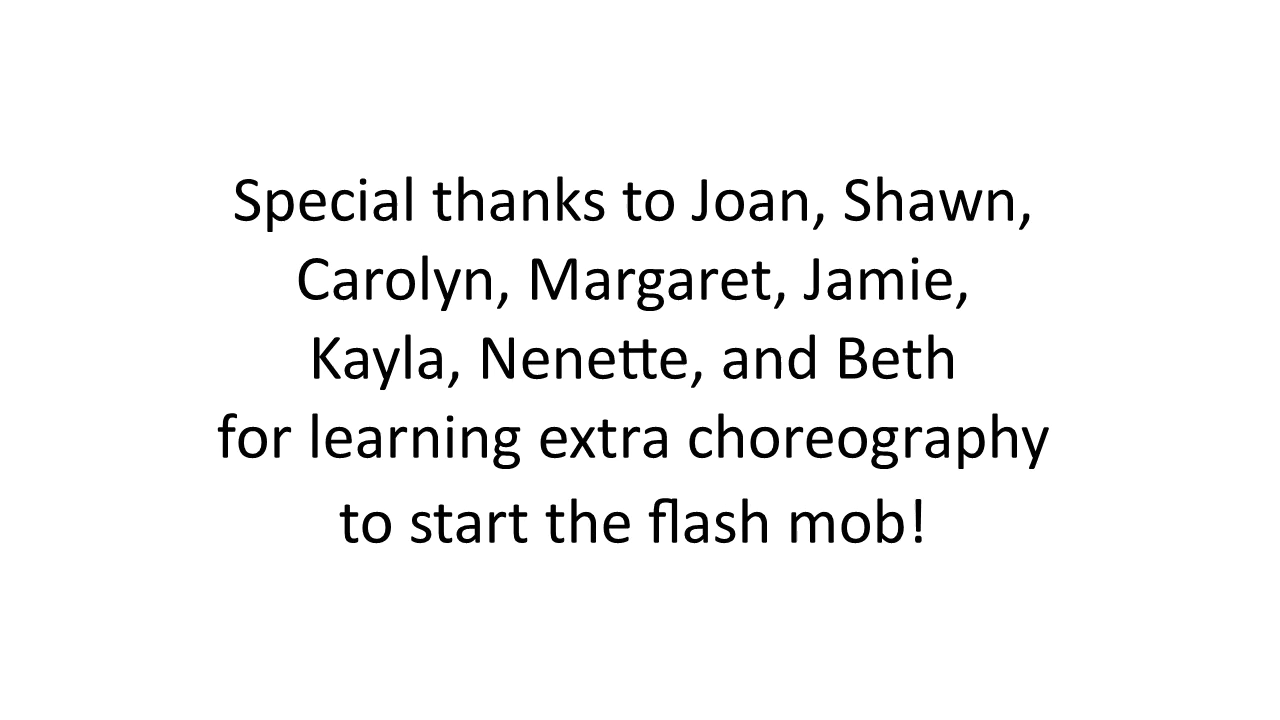 Special thanks to Joan, Shawn,
Carolyn, Margaret, Jamie,
Kayla, Nenette, and Beth
for learning extra choreography
to start the flash mob!